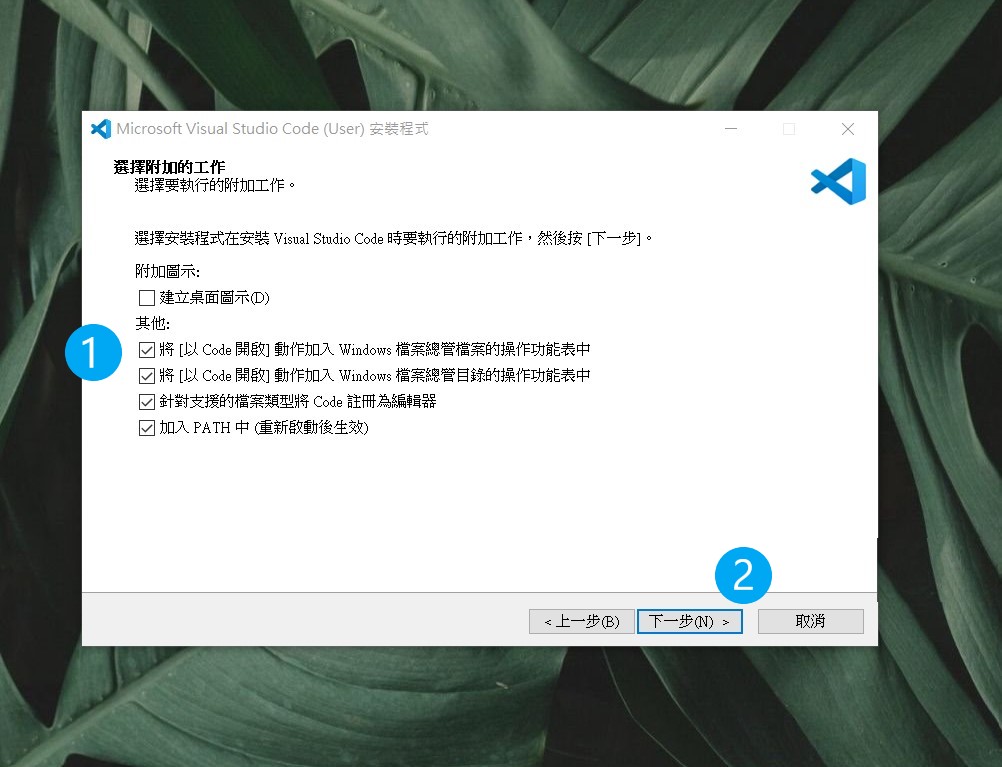 Microsoft Visual Studio Code (User) 安裝程式
選擇附加的工作
選擇要執行的附加工作。
選擇安裝程式在安裝 Visual Studio Code 時要執行的附加工作，然後按 [下一步]。
附加圖示:
建立桌面圖示(D)
其他:
1
將 [以 Code 開啟] 動作加入 Windows 檔案總管檔案的操作功能表中
將 [以 Code 開啟] 動作加入 Windows 檔案總管目錄的操作功能表中
針對支援的檔案類型將 Code 註冊為編輯器
加入 PATH 中 (重新啟動後生效)
2
< 上一步(B) 下一步(N) > 取消